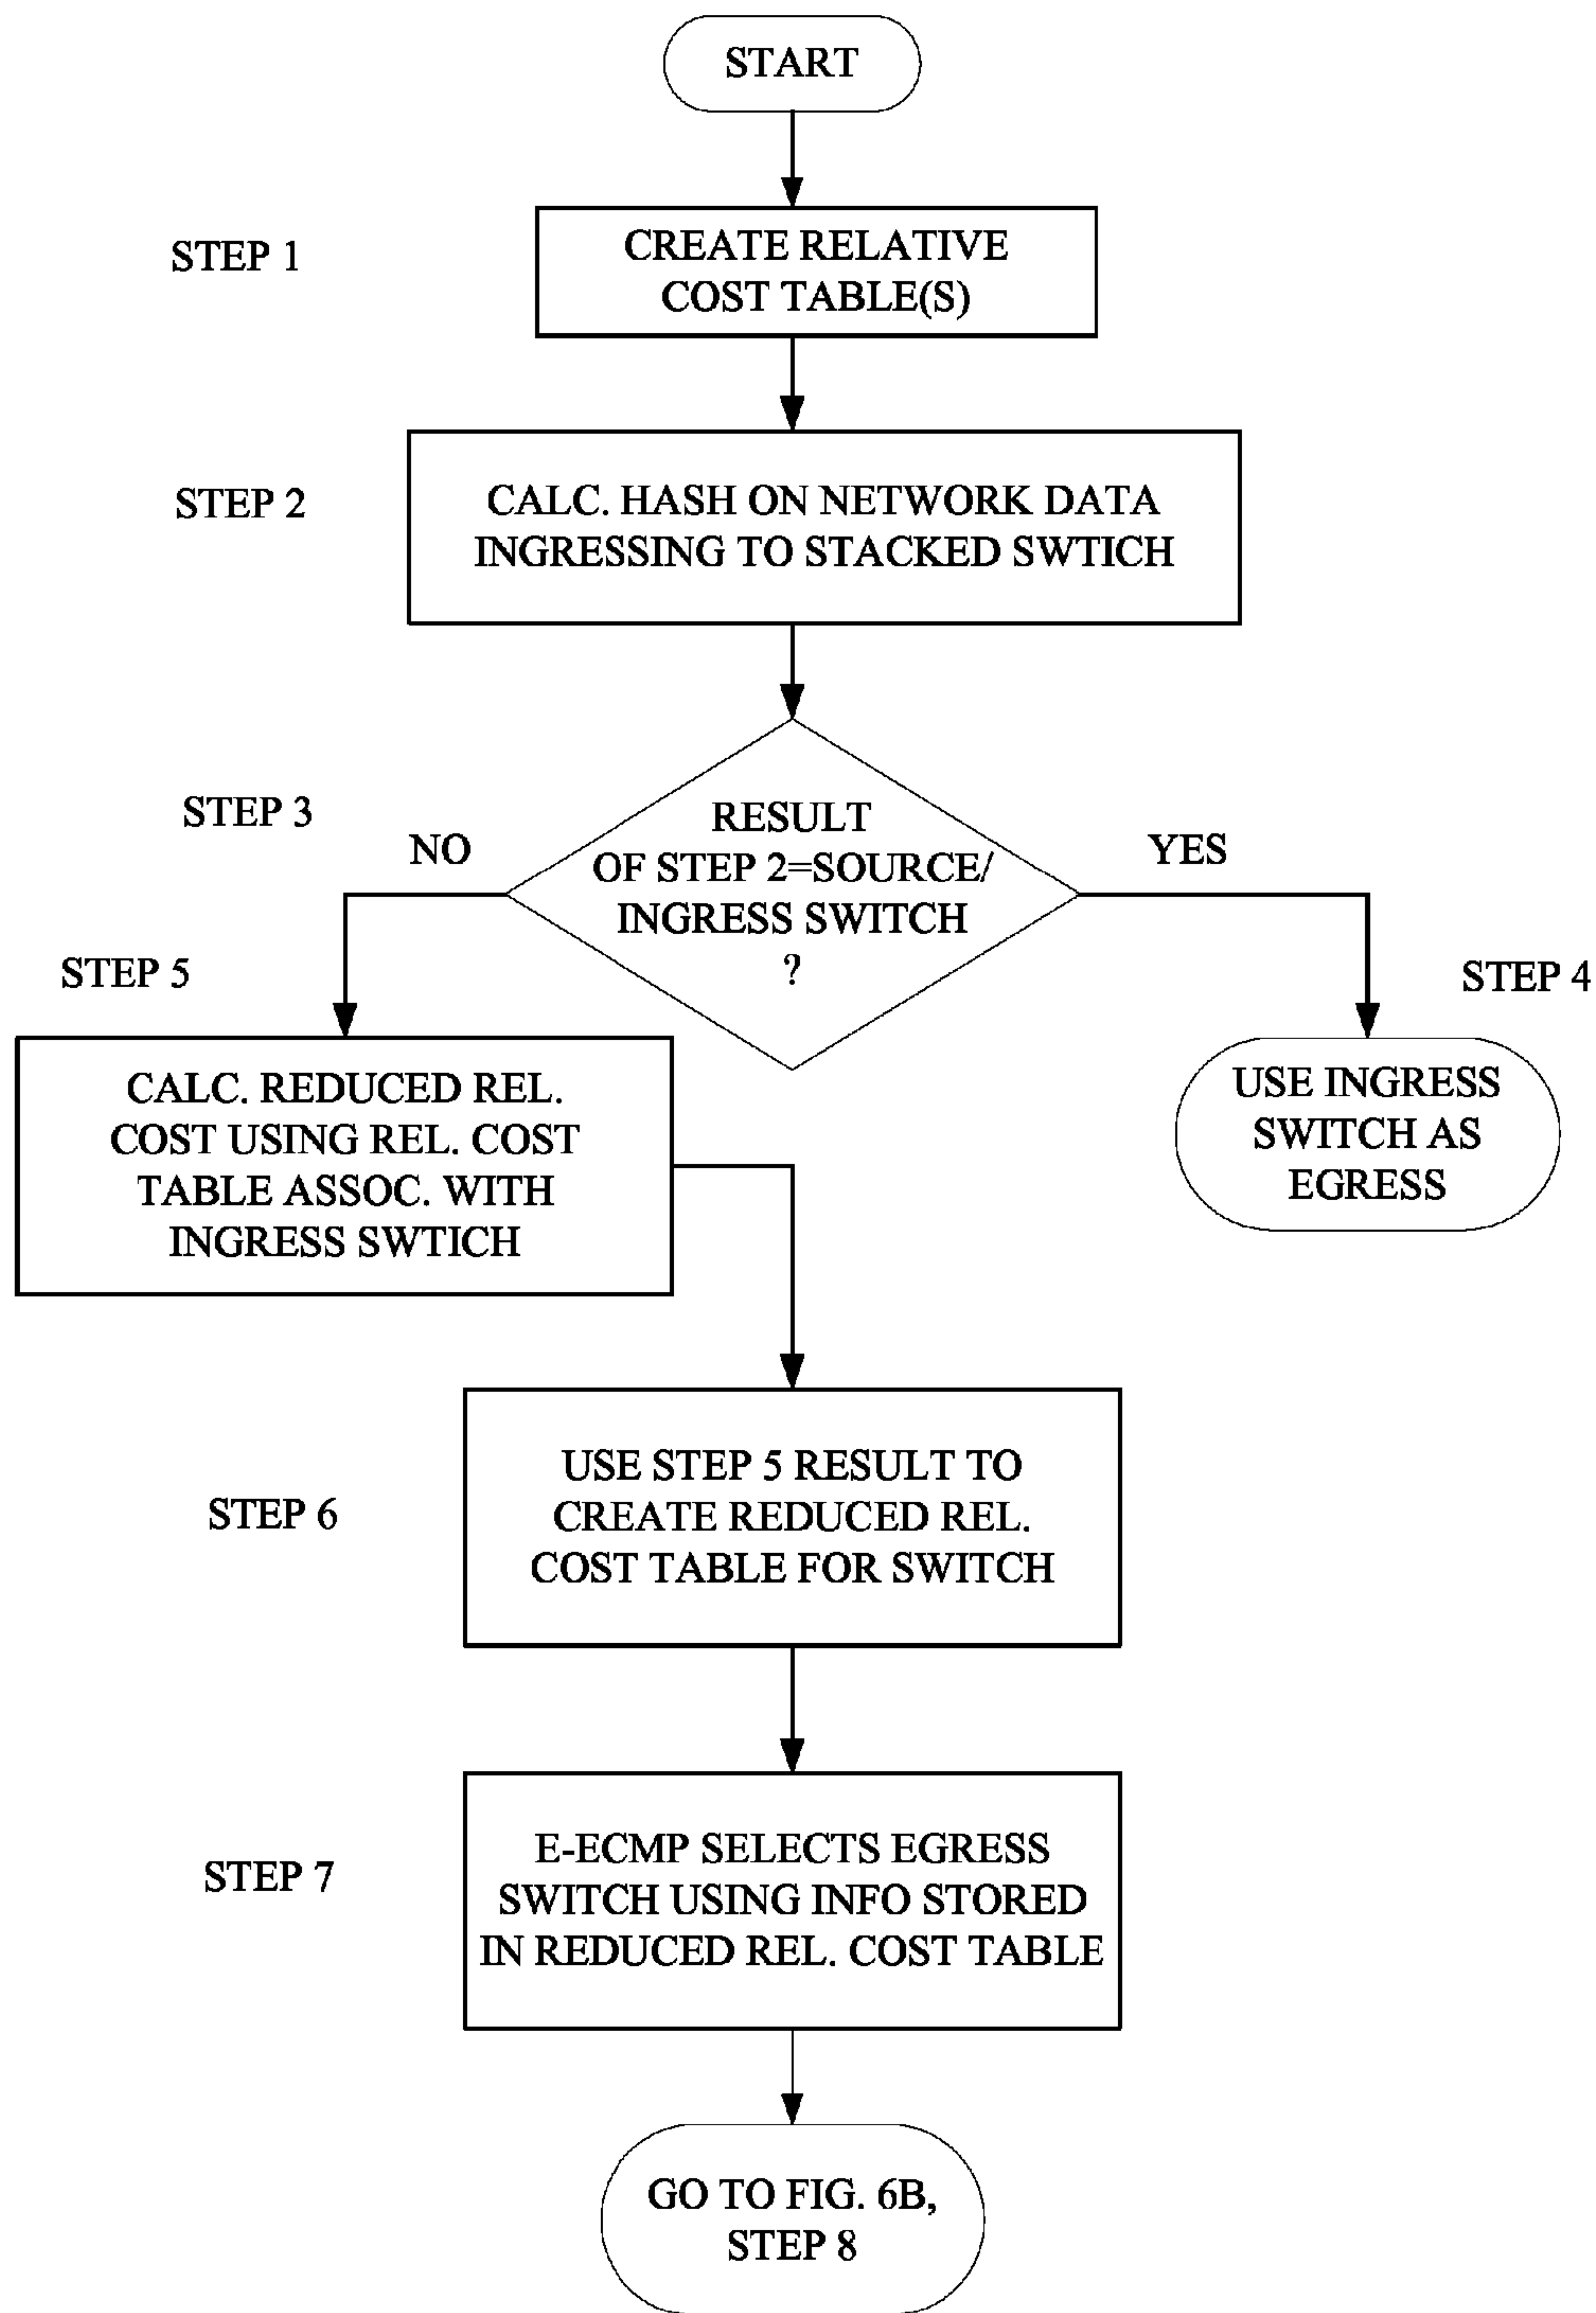 START
STEP 1
CREATE RELATIVE
COST TABLE(S)
STEP 2
CALC. HASH ON NETWORK DATA
INGRESSING TO STACKED SWTICH
STEP 3
NO
RESULT
OF STEP 2=SOURCE/
INGRESS SWITCH
?
YES
STEP 5
STEP 4
CALC. REDUCED REL.
COST USING REL. COST
TABLE ASSOC. WITH
INGRESS SWTICH
USE INGRESS
SWITCH AS
EGRESS
STEP 6
USE STEP 5 RESULT TO
CREATE REDUCED REL.
COST TABLE FOR SWITCH
STEP 7
E-ECMP SELECTS EGRESS
SWITCH USING INFO STORED
IN REDUCED REL. COST TABLE
GO TO FIG. 6B,
STEP 8